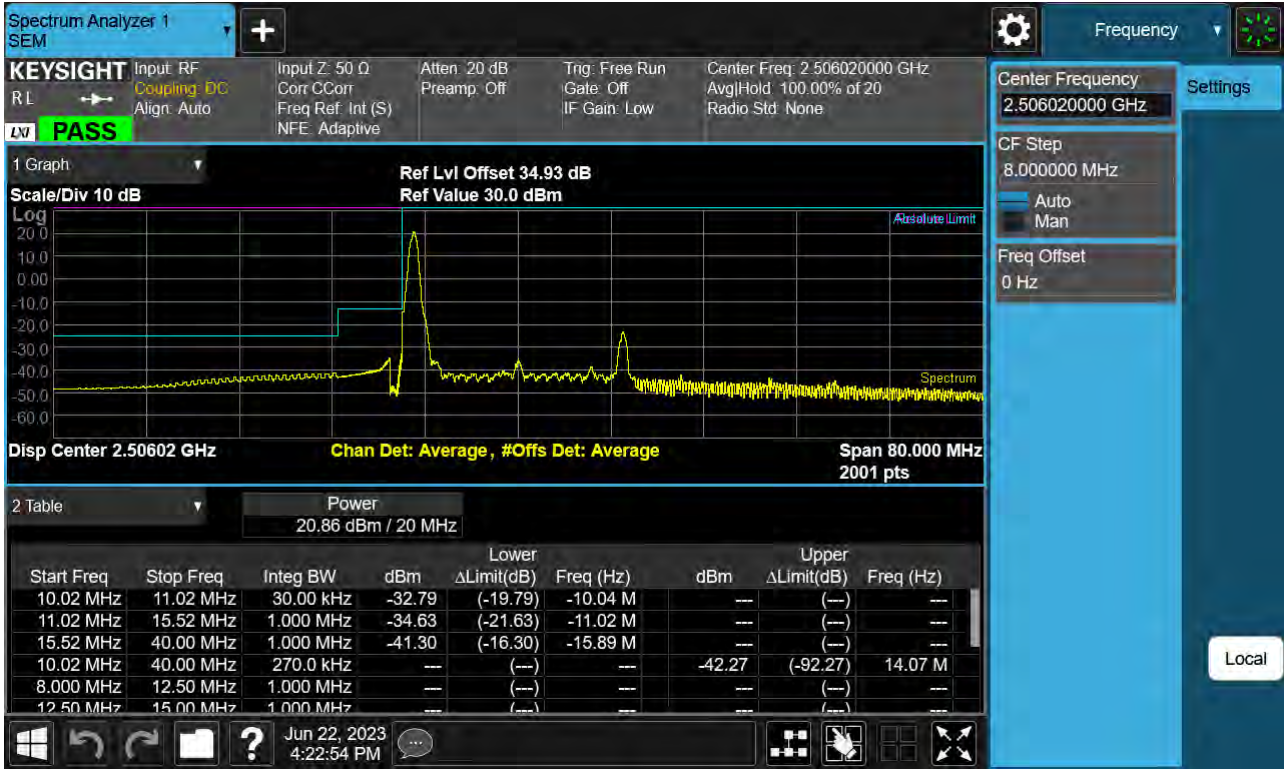 Spectrum Analyzer 1
SEM
+
Frequency
KEYSIGHT
RL
LXI
PASS
Input: RF
Coupling: DC
Align: Auto
Input Z: 50 Ω
Corr CCorr
Freq Ref: Int (S)
NFE: Adaptive
Atten: 20 dB
Preamp: Off
Trig: Free Run
Gate: Off
IF Gain: Low
Center Freq: 2.506020000 GHz
Avg|Hold: 100.00% of 20
Radio Std: None
Center Frequency
2.506020000 GHz
Settings
CF Step
8.000000 MHz
Auto
Man
Freq Offset
0 Hz
1 Graph
Scale/Div 10 dB
Ref Lvl Offset 34.93 dB
Ref Value 30.0 dBm
Log
20.0
10.0
0.00
-10.0
-20.0
-30.0
-40.0
-50.0
-60.0
Limit
Spectrum
Disp Center 2.50602 GHz
Chan Det: Average, #Offs Det: Average
Span 80.000 MHz
2001 pts
2 Table
Power
20.86 dBm / 20 MHz
Lower Upper
Start Freq Stop Freq Integ BW dBm ΔLimit(dB) Freq (Hz) dBm ΔLimit(dB) Freq (Hz)
10.02 MHz 11.02 MHz 30.00 kHz -32.79 (-19.79) -10.04 M --- (---) ---
11.02 MHz 15.52 MHz 1.000 MHz -34.63 (-21.63) -11.02 M --- (---) ---
15.52 MHz 40.00 MHz 1.000 MHz -41.30 (-16.30) -15.89 M --- (---) ---
10.02 MHz 40.00 MHz 270.0 kHz --- (---) --- -42.27 (-92.27) 14.07 M
8.000 MHz 12.50 MHz 1.000 MHz --- (---) --- --- (---) ---
12.50 MHz 15.00 MHz 1.000 MHz --- (---) --- --- (---) ---
Local
?
Jun 22, 2023
4:22:54 PM